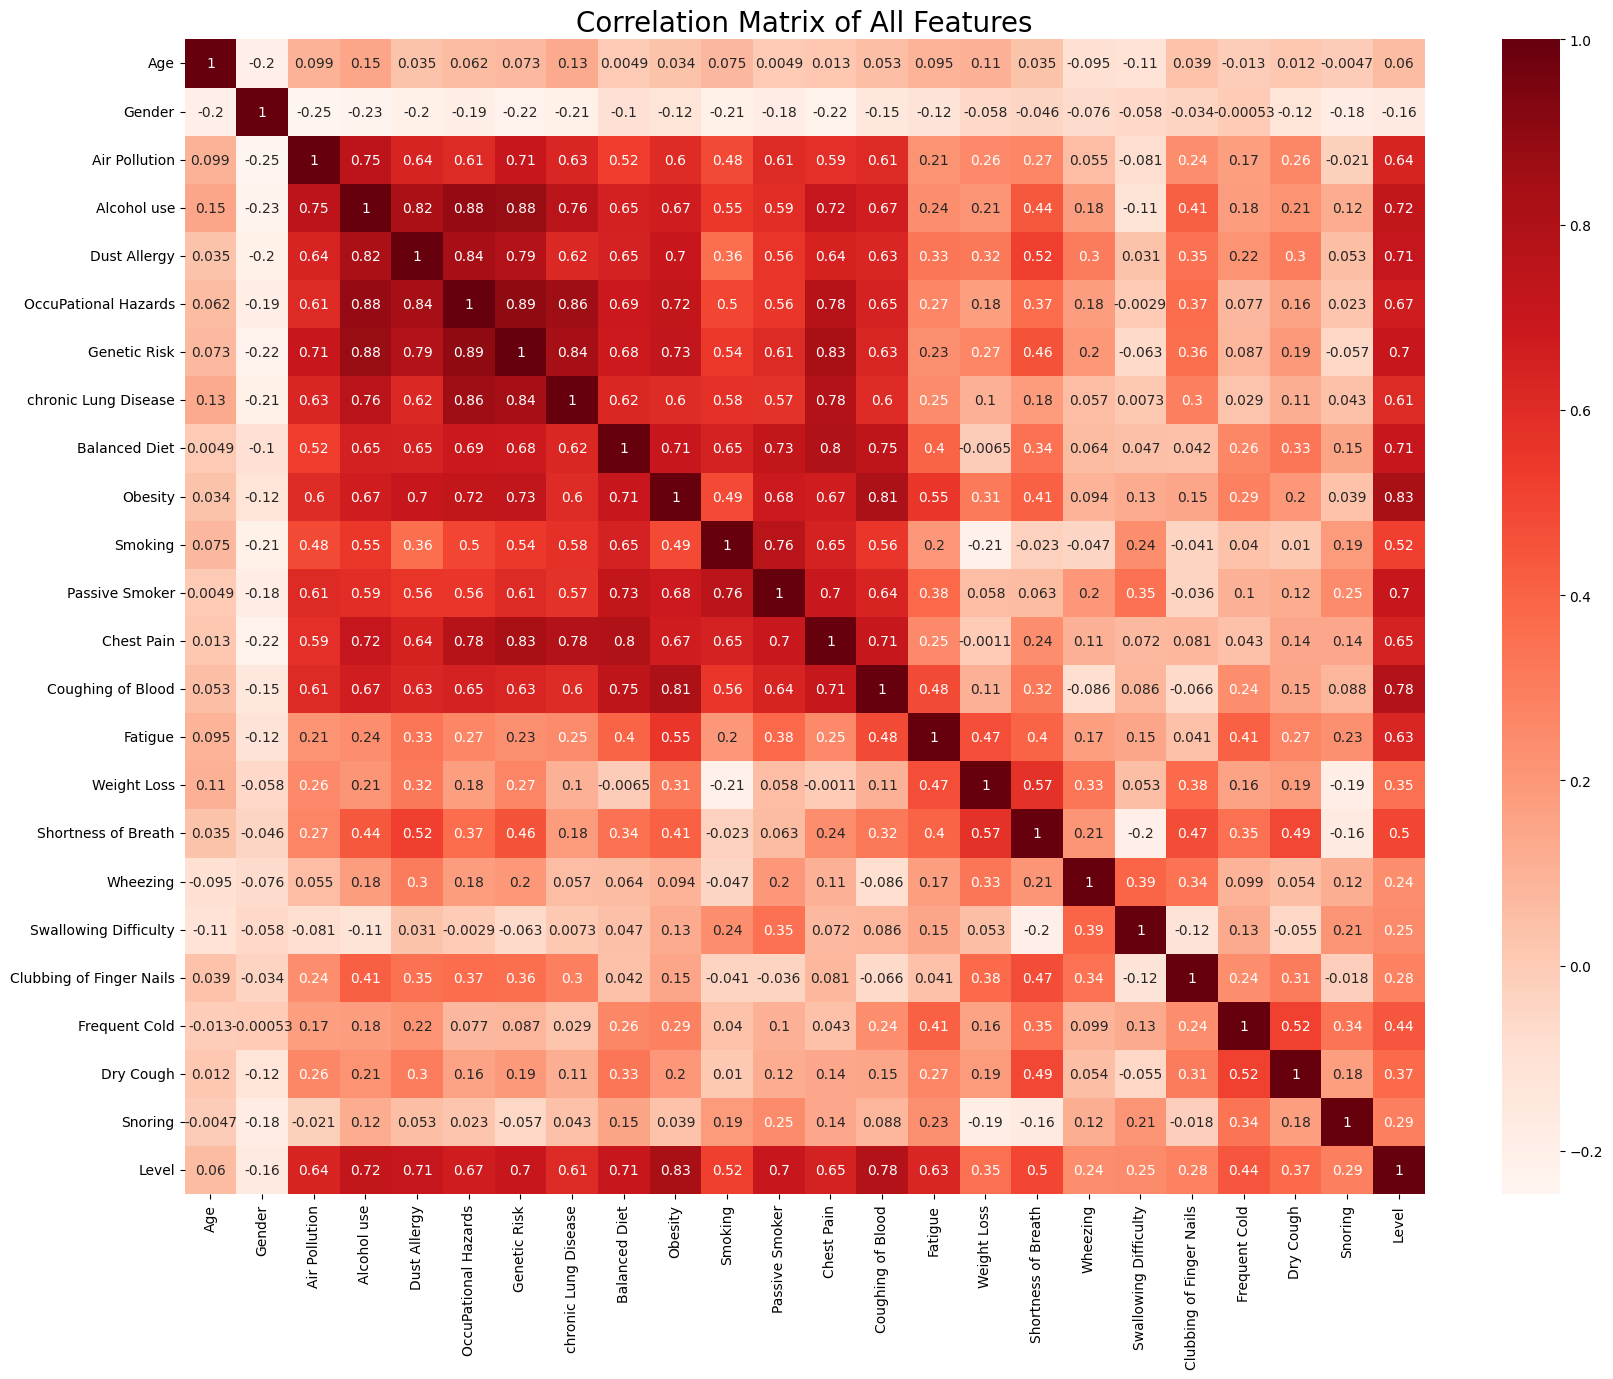 Correlation Matrix of All Features
Age 1 -0.2 0.099 0.15 0.035 0.062 0.073 0.13 0.0049 0.034 0.075 0.0049 0.013 0.053 0.095 0.11 0.035 -0.095 -0.11 0.039 -0.013 0.012 -0.0047 0.06
Gender -0.2 1 -0.25 -0.23 -0.2 -0.19 -0.22 -0.21 -0.1 -0.12 -0.21 -0.18 -0.22 -0.15 -0.12 -0.058 -0.046 -0.076 -0.058 -0.034 -0.00053 -0.12 -0.18 -0.16
Air Pollution 0.099 -0.25 1 0.75 0.64 0.61 0.71 0.63 0.52 0.6 0.48 0.61 0.59 0.61 0.21 0.26 0.27 0.055 -0.081 0.24 0.17 0.26 -0.021 0.64
Alcohol use 0.15 -0.23 0.75 1 0.82 0.88 0.88 0.76 0.65 0.67 0.55 0.59 0.72 0.67 0.24 0.21 0.44 0.18 -0.11 0.41 0.18 0.21 0.12 0.72
Dust Allergy 0.035 -0.2 0.64 0.82 1 0.84 0.79 0.62 0.65 0.7 0.36 0.56 0.64 0.63 0.33 0.32 0.52 0.3 0.031 0.35 0.22 0.3 0.053 0.71
OccuPational Hazards 0.062 -0.19 0.61 0.88 0.84 1 0.89 0.86 0.69 0.72 0.5 0.56 0.78 0.65 0.27 0.18 0.37 0.18 -0.0029 0.37 0.077 0.16 0.023 0.67
Genetic Risk 0.073 -0.22 0.71 0.88 0.79 0.89 1 0.84 0.68 0.73 0.54 0.61 0.83 0.63 0.23 0.27 0.46 0.2 -0.063 0.36 0.087 0.19 -0.057 0.7
chronic Lung Disease 0.13 -0.21 0.63 0.76 0.62 0.86 0.84 1 0.62 0.6 0.58 0.57 0.78 0.6 0.25 0.1 0.18 0.057 0.0073 0.3 0.029 0.11 0.043 0.61
Balanced Diet 0.0049 -0.1 0.52 0.65 0.65 0.69 0.68 0.62 1 0.71 0.65 0.73 0.8 0.75 0.4 -0.0065 0.34 0.064 0.047 0.042 0.26 0.33 0.15 0.71
Obesity 0.034 -0.12 0.6 0.67 0.7 0.72 0.73 0.6 0.71 1 0.49 0.68 0.67 0.81 0.55 0.31 0.41 0.094 0.13 0.15 0.29 0.2 0.039 0.83
Smoking 0.075 -0.21 0.48 0.55 0.36 0.5 0.54 0.58 0.65 0.49 1 0.76 0.65 0.56 0.2 -0.21 -0.023 -0.047 0.24 -0.041 0.04 0.01 0.19 0.52
Passive Smoker 0.0049 -0.18 0.61 0.59 0.56 0.56 0.61 0.57 0.73 0.68 0.76 1 0.7 0.64 0.38 0.058 0.063 0.2 0.35 -0.036 0.1 0.12 0.25 0.7
Chest Pain 0.013 -0.22 0.59 0.72 0.64 0.78 0.83 0.78 0.8 0.67 0.65 0.7 1 0.71 0.25 -0.0011 0.24 0.11 0.072 0.081 0.043 0.14 0.14 0.65
Coughing of Blood 0.053 -0.15 0.61 0.67 0.63 0.65 0.63 0.6 0.75 0.81 0.56 0.64 0.71 1 0.48 0.11 0.32 -0.086 0.086 -0.066 0.24 0.15 0.088 0.78
Fatigue 0.095 -0.12 0.21 0.24 0.33 0.27 0.23 0.25 0.4 0.55 0.2 0.38 0.25 0.48 1 0.47 0.4 0.17 0.15 0.041 0.41 0.27 0.23 0.63
Weight Loss 0.11 -0.058 0.26 0.21 0.32 0.18 0.27 0.1 -0.0065 0.31 -0.21 0.058 -0.0011 0.11 0.47 1 0.57 0.33 0.053 0.38 0.16 0.19 -0.19 0.35
Shortness of Breath 0.035 -0.046 0.27 0.44 0.52 0.37 0.46 0.18 0.34 0.41 -0.023 0.063 0.24 0.32 0.4 0.57 1 0.21 -0.2 0.47 0.35 0.49 -0.16 0.5
Wheezing -0.095 -0.076 0.055 0.18 0.3 0.18 0.2 0.057 0.064 0.094 -0.047 0.2 0.11 -0.086 0.17 0.33 0.21 1 0.39 0.34 0.099 0.054 0.12 0.24
Swallowing Difficulty -0.11 -0.058 -0.081 -0.11 0.031 -0.0029 -0.063 0.0073 0.047 0.13 0.24 0.35 0.072 0.086 0.15 0.053 -0.2 0.39 1 -0.12 0.13 -0.055 0.21 0.25
Clubbing of Finger Nails 0.039 -0.034 0.24 0.41 0.35 0.37 0.36 0.3 0.042 0.15 -0.041 -0.036 0.081 -0.066 0.041 0.38 0.47 0.34 -0.12 1 0.24 0.31 -0.018 0.28
Frequent Cold -0.013 -0.00053 0.17 0.18 0.22 0.077 0.087 0.029 0.26 0.29 0.04 0.1 0.043 0.24 0.41 0.16 0.35 0.099 0.13 0.24 1 0.52 0.34 0.44
Dry Cough 0.012 -0.12 0.26 0.21 0.3 0.16 0.19 0.11 0.33 0.2 0.01 0.12 0.14 0.15 0.27 0.19 0.49 0.054 -0.055 0.31 0.52 1 0.18 0.37
Snoring -0.0047 -0.18 -0.021 0.12 0.053 0.023 -0.057 0.043 0.15 0.039 0.19 0.25 0.14 0.088 0.23 -0.19 -0.16 0.12 0.21 -0.018 0.34 0.18 1 0.29
Level 0.06 -0.16 0.64 0.72 0.71 0.67 0.7 0.61 0.71 0.83 0.52 0.7 0.65 0.78 0.63 0.35 0.5 0.24 0.25 0.28 0.44 0.37 0.29 1
Age
Gender
Air Pollution
Alcohol use
Dust Allergy
OccuPational Hazards
Genetic Risk
chronic Lung Disease
Balanced Diet
Obesity
Smoking
Passive Smoker
Chest Pain
Coughing of Blood
Fatigue
Weight Loss
Shortness of Breath
Wheezing
Swallowing Difficulty
Clubbing of Finger Nails
Frequent Cold
Dry Cough
Snoring
Level
1.0
0.8
0.6
0.4
0.2
0.0
−0.2